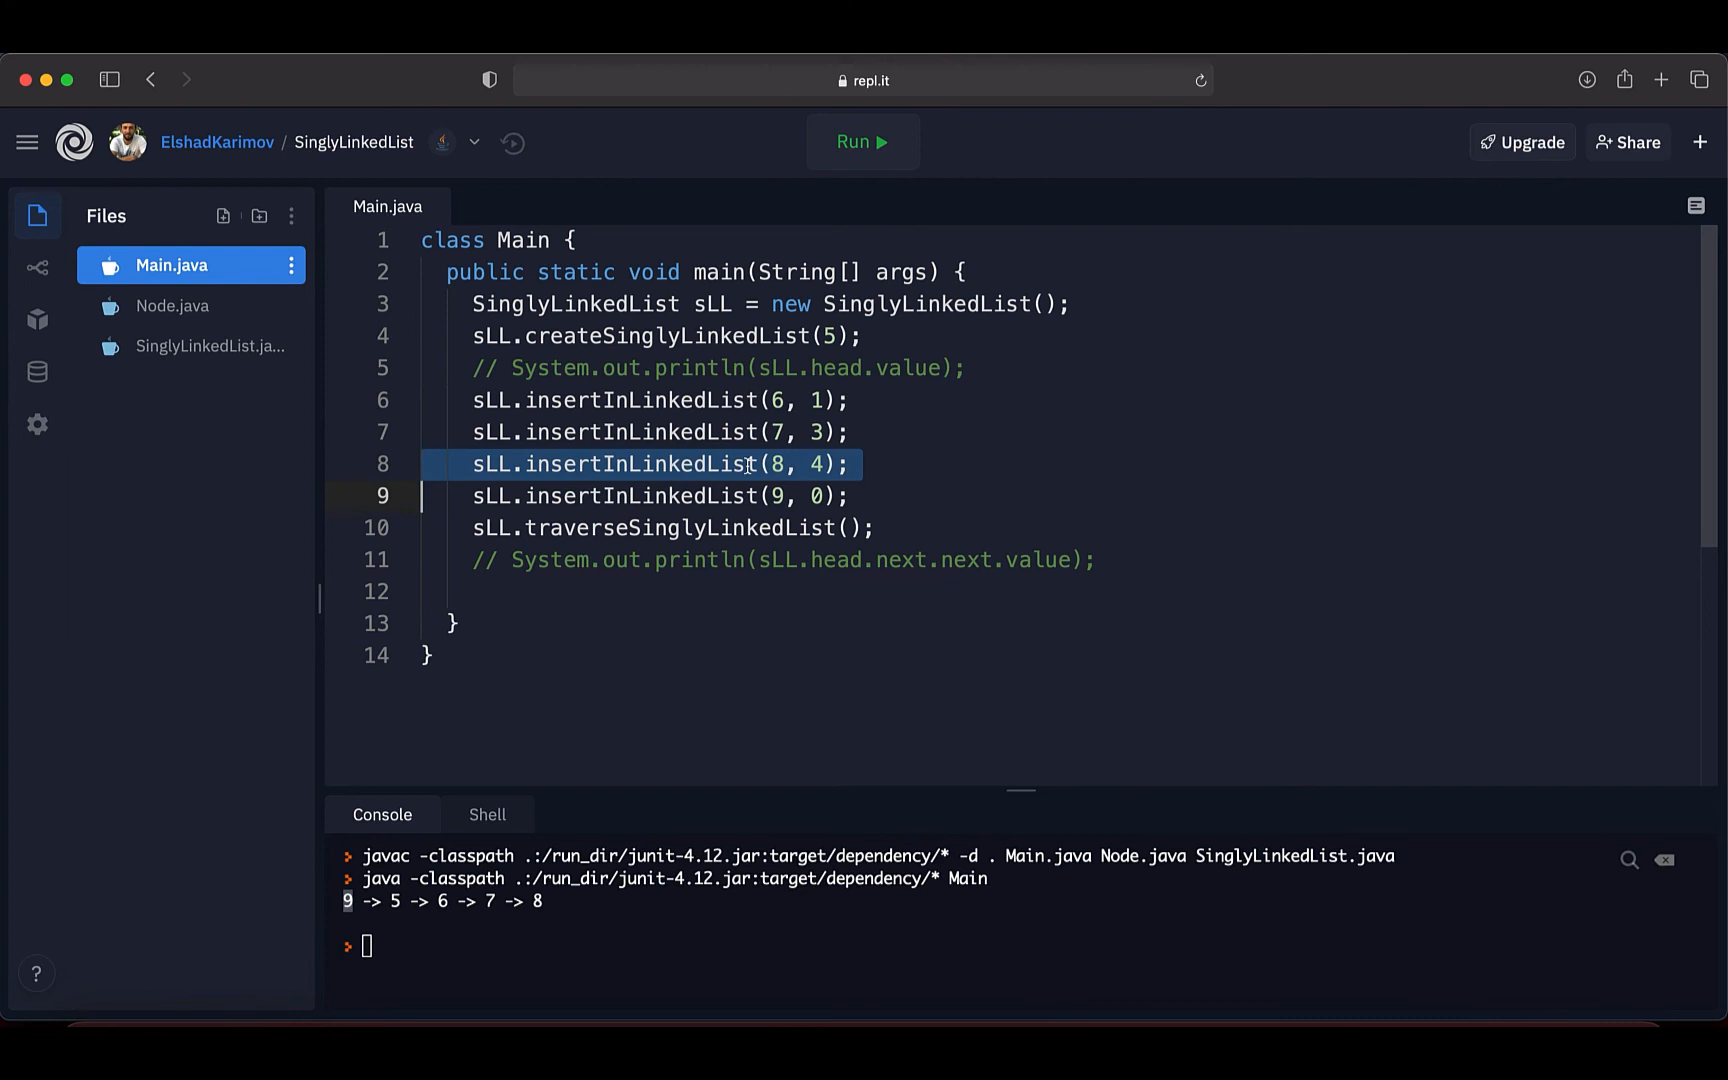 repl.it
ElshadKarimov / SinglyLinkedList
Run
Upgrade
Share
Files
Main.java
Node.java
SinglyLinkedList.ja...
Main.java
1 class Main {
2 public static void main(String[] args) {
3 SinglyLinkedList sLL = new SinglyLinkedList();
4 sLL.createSinglyLinkedList(5);
5 // System.out.println(sLL.head.value);
6 sLL.insertInLinkedList(6, 1);
7 sLL.insertInLinkedList(7, 3);
8 sLL.insertInLinkedList(8, 4);
9 sLL.insertInLinkedList(9, 0);
10 sLL.traverseSinglyLinkedList();
11 // System.out.println(sLL.head.next.next.value);
12
13 }
14 }
Console Shell
javac -classpath .:/run_dir/junit-4.12.jar:target/dependency/* -d . Main.java Node.java SinglyLinkedList.java
java -classpath .:/run_dir/junit-4.12.jar:target/dependency/* Main
9 -> 5 -> 6 -> 7 -> 8
?